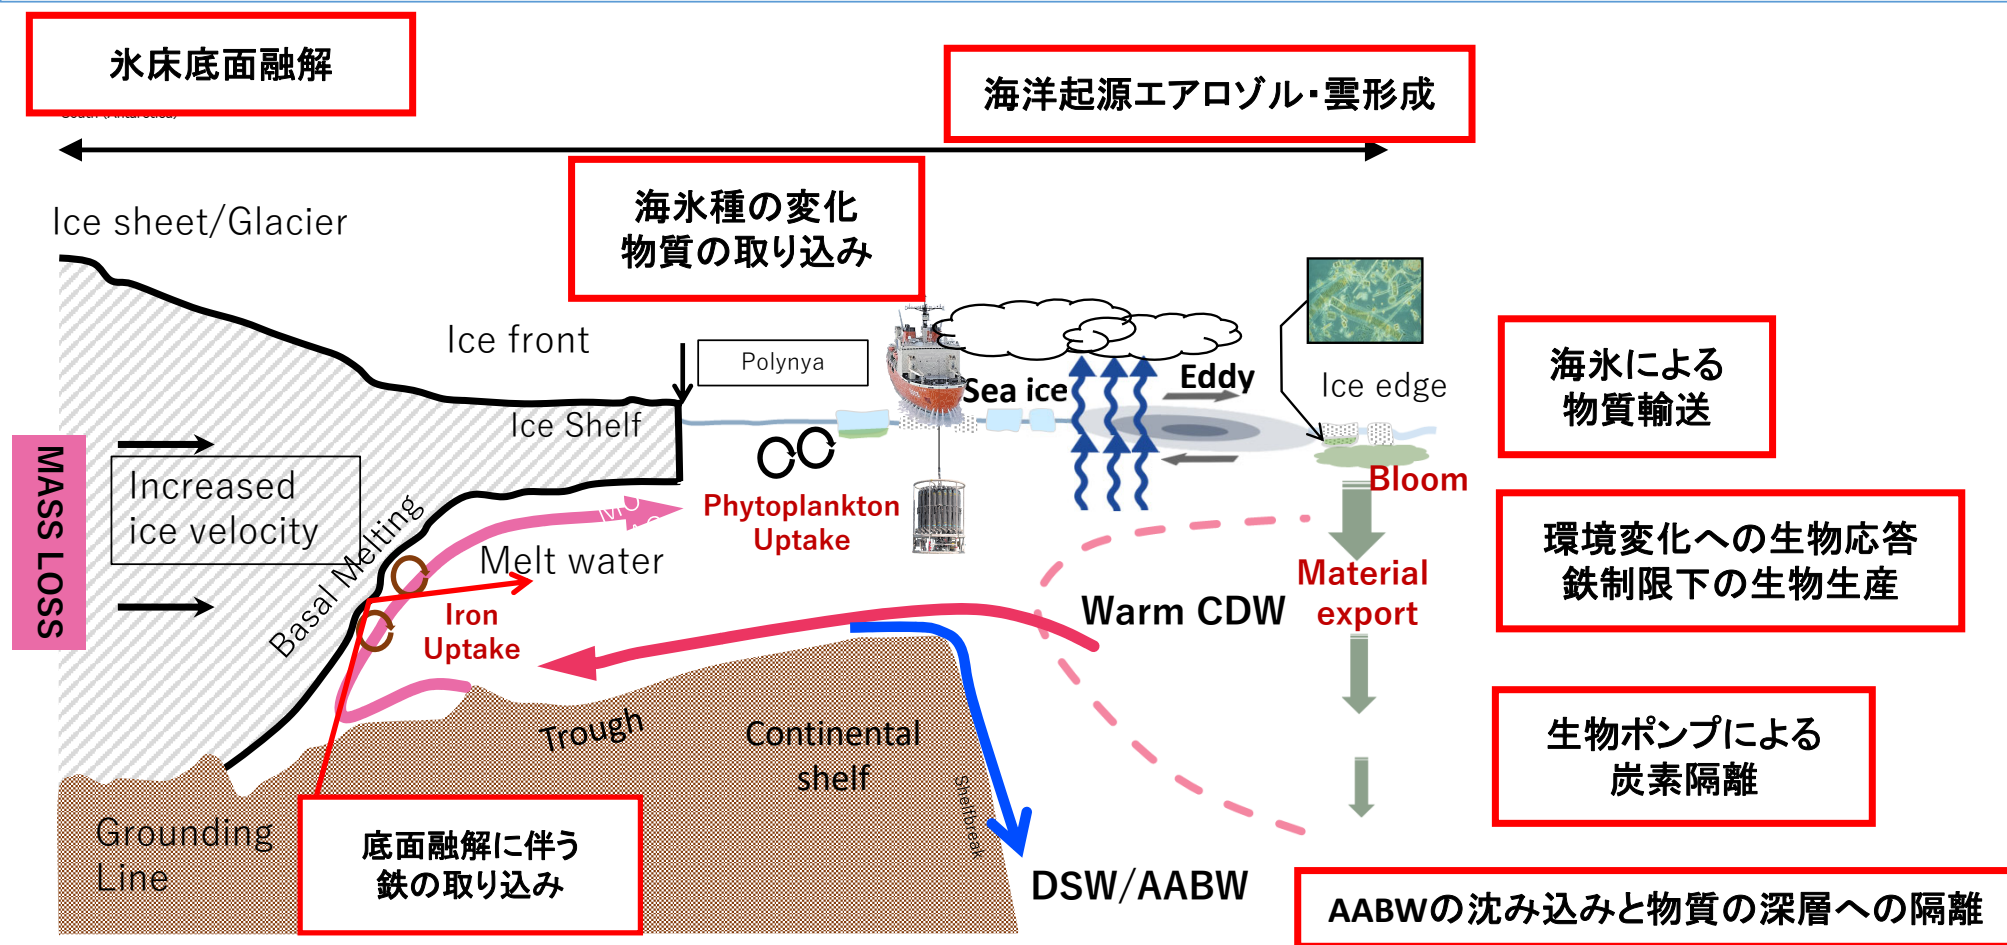 氷床底面融解
海洋起源エアロゾル・雲形成
海氷種の変化
物質の取り込み
Ice sheet/Glacier
Ice front
Polynya
Ice Shelf
Sea ice
Eddy
Ice edge
海氷による
物質輸送
MASS LOSS
Increased
ice velocity
Basal Melting
Melt water
Phytoplankton
Uptake
Bloom
Iron
Uptake
Warm CDW
Material
export
環境変化への生物応答
鉄制限下の生物生産
Trough
Continental
shelf
Shelfbreak
生物ポンプによる
炭素隔離
Grounding
Line
底面融解に伴う
鉄の取り込み
DSW/AABW
AABWの沈み込みと物質の深層への隔離